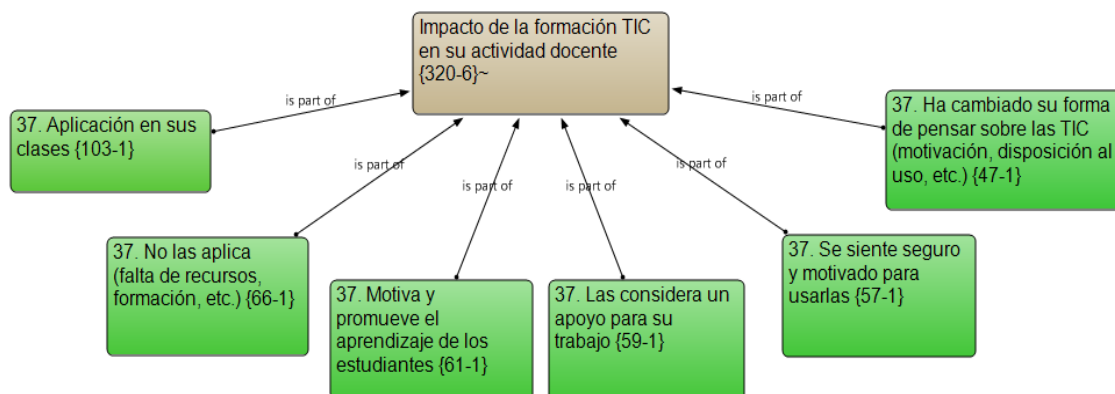 Impacto de la formación TIC
en su actividad docente
{320-6}~
is part of
is part of
is part of
is part of
is part of
is part of
37. Aplicación en sus
clases {103-1}
37. No las aplica
(falta de recursos,
formación, etc.) {66-1}
37. Motiva y
promueve el
aprendizaje de los
estudiantes {61-1}
37. Las considera un
apoyo para su
trabajo {59-1}
37. Se siente seguro
y motivado para
usarlas {57-1}
37. Ha cambiado su forma
de pensar sobre las TIC
(motivación, disposición al
uso, etc.) {47-1}